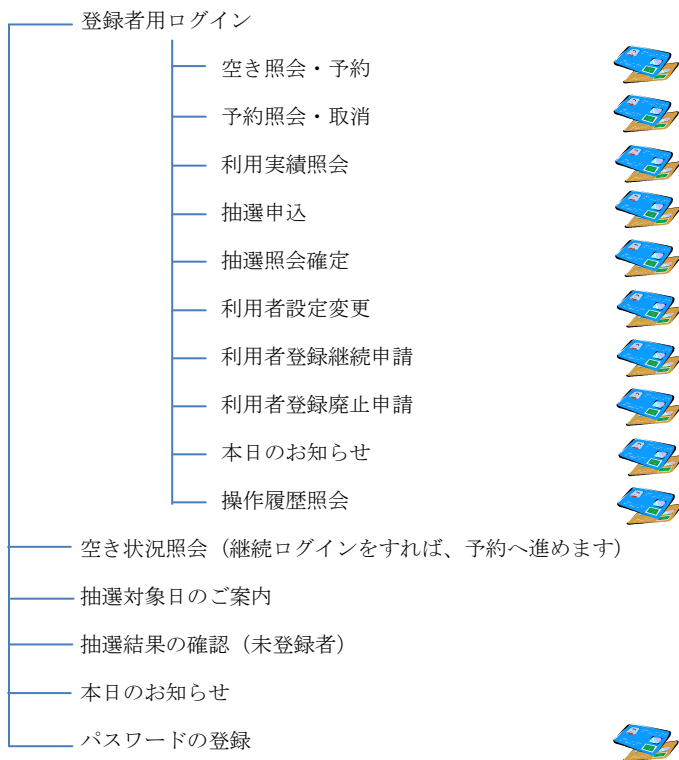 登録者用ログイン
空き照会・予約
予約照会・取消
利用実績照会
抽選申込
抽選照会確定
利用者設定変更
利用者登録継続申請
利用者登録廃止申請
本日のお知らせ
操作履歴照会
空き状況照会（継続ログインをすれば、予約へ進めます）
抽選対象日のご案内
抽選結果の確認（未登録者）
本日のお知らせ
パスワードの登録